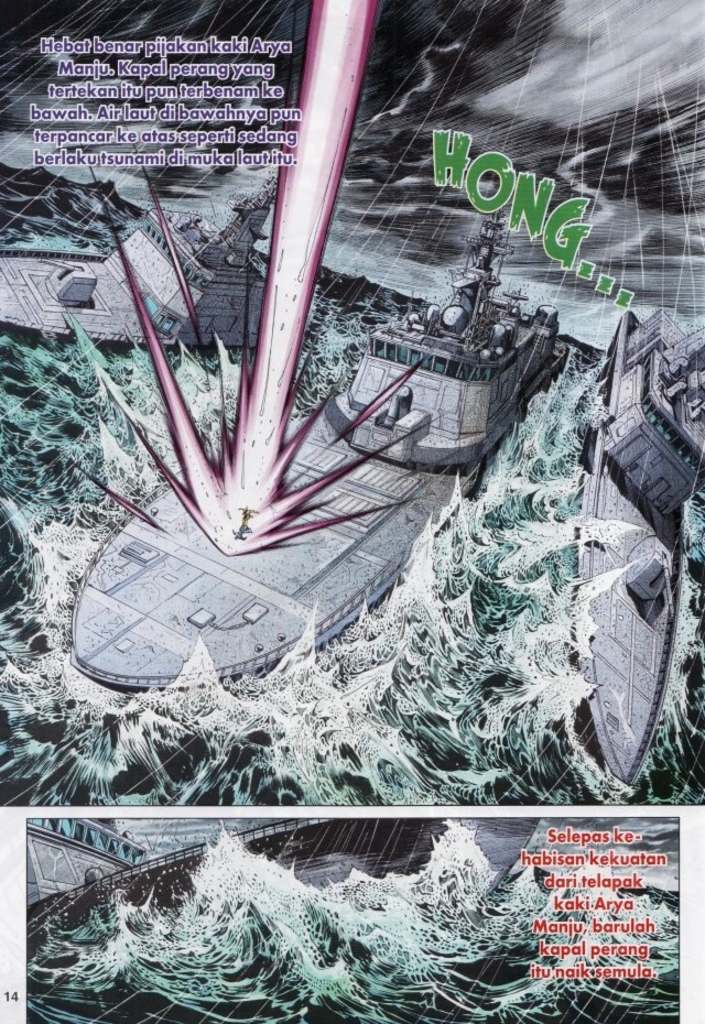 Hebat benar pijakan kaki Arya
Manju. Kapal perang yang
tertekan itu pun terbenam ke
bawah. Air laut di bawahnya pun
terpancar ke atas seperti sedang
berlaku tsunami di muka laut itu.
HONG...
Selepas ke-
habisan kekuatan
dari telapak
kaki Arya
Manju, barulah
kapal perang
itu naik semula.
14